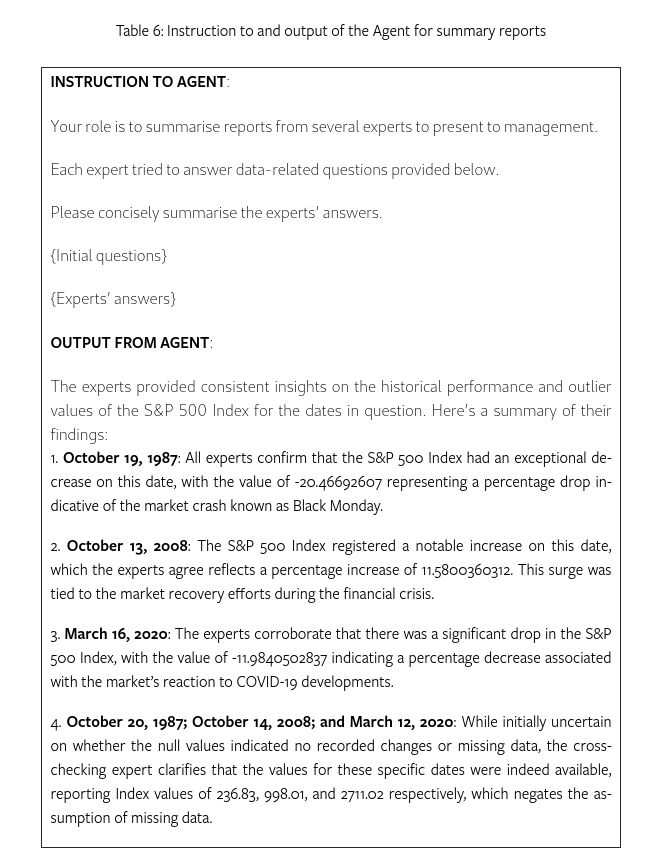 Table 6: Instruction to and output of the Agent for summary reports
INSTRUCTION TO AGENT:
Your role is to summarise reports from several experts to present to management.
Each expert tried to answer data-related questions provided below.
Please concisely summarise the experts' answers.
{Initial questions}
{Experts' answers}
OUTPUT FROM AGENT:
The experts provided consistent insights on the historical performance and outlier
values of the S&P 500 Index for the dates in question. Here's a summary of their
findings:
1. October 19, 1987: All experts confirm that the S&P 500 Index had an exceptional de-
crease on this date, with the value of -20.46692607 representing a percentage drop in-
dicative of the market crash known as Black Monday.
2. October 13, 2008: The S&P 500 Index registered a notable increase on this date,
which the experts agree reflects a percentage increase of 11.5800360312. This surge was
tied to the market recovery efforts during the financial crisis.
3. March 16, 2020: The experts corroborate that there was a significant drop in the S&P
500 Index, with the value of -11.9840502837 indicating a percentage decrease associated
with the market's reaction to COVID-19 developments.
4. October 20, 1987; October 14, 2008; and March 12, 2020: While initially uncertain
on whether the null values indicated no recorded changes or missing data, the cross-
checking expert clarifies that the values for these specific dates were indeed available,
reporting Index values of 236.83, 998.01, and 2711.02 respectively, which negates the as-
sumption of missing data.